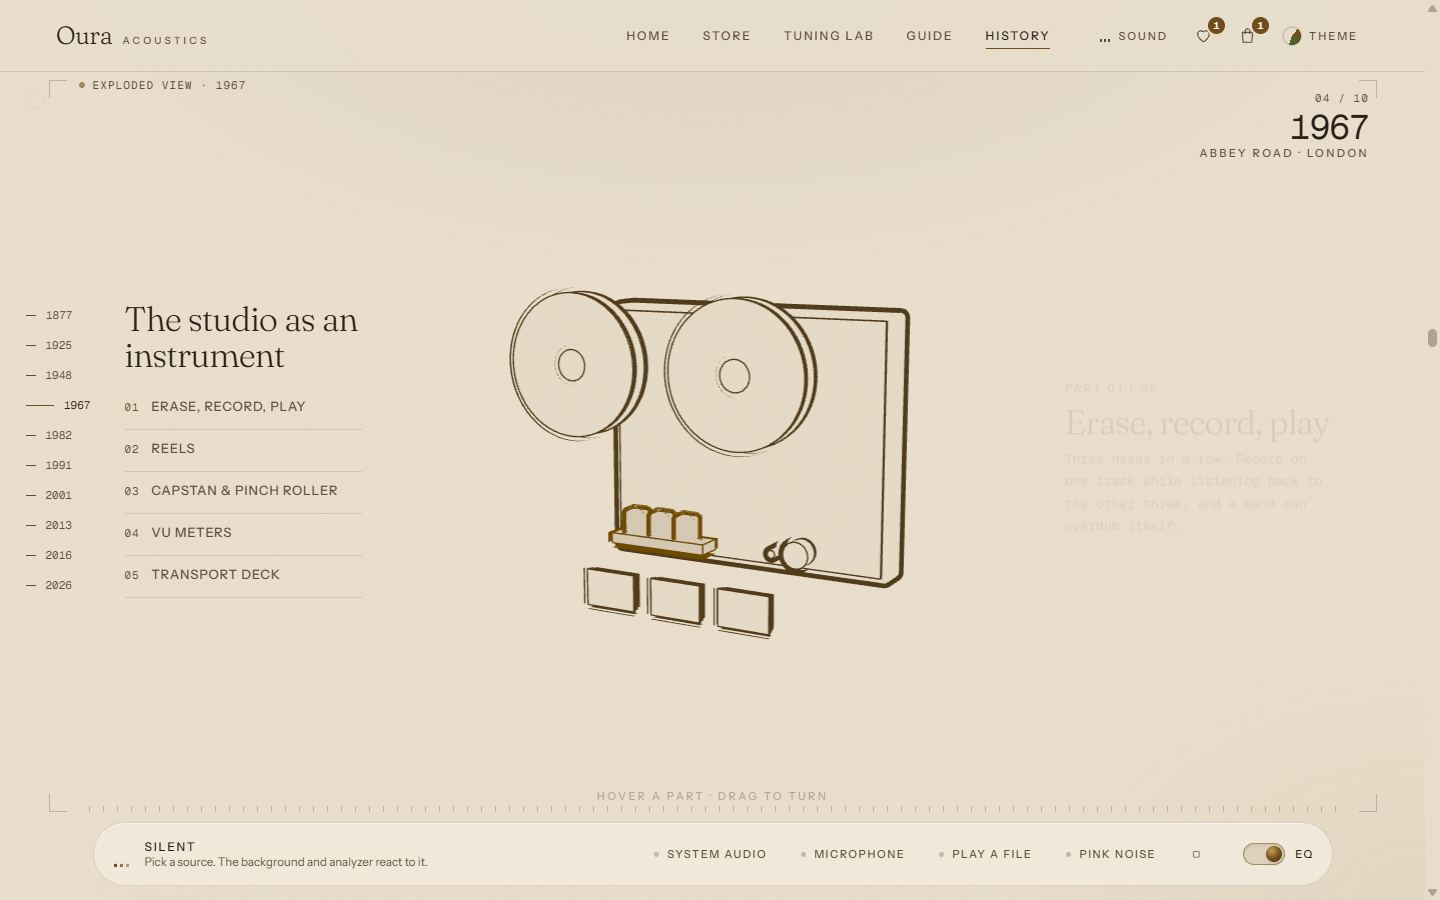 Oura ACOUSTICS
HOME
STORE
TUNING LAB
GUIDE
HISTORY
SOUND
1
1
THEME
EXPLODED VIEW · 1967
04 / 10
1967
ABBEY ROAD · LONDON
1877
1925
1948
1967
1982
1991
2001
2013
2016
2026
The studio as an
instrument
01 ERASE, RECORD, PLAY
02 REELS
03 CAPSTAN & PINCH ROLLER
04 VU METERS
05 TRANSPORT DECK
PART 01 / 05
Erase, record, play
Three heads in a row. Record on
one track while listening back to
the other three, and a band can
overdub itself.
HOVER A PART · DRAG TO TURN
SILENT
Pick a source. The background and analyzer react to it.
SYSTEM AUDIO
MICROPHONE
PLAY A FILE
PINK NOISE
EQ